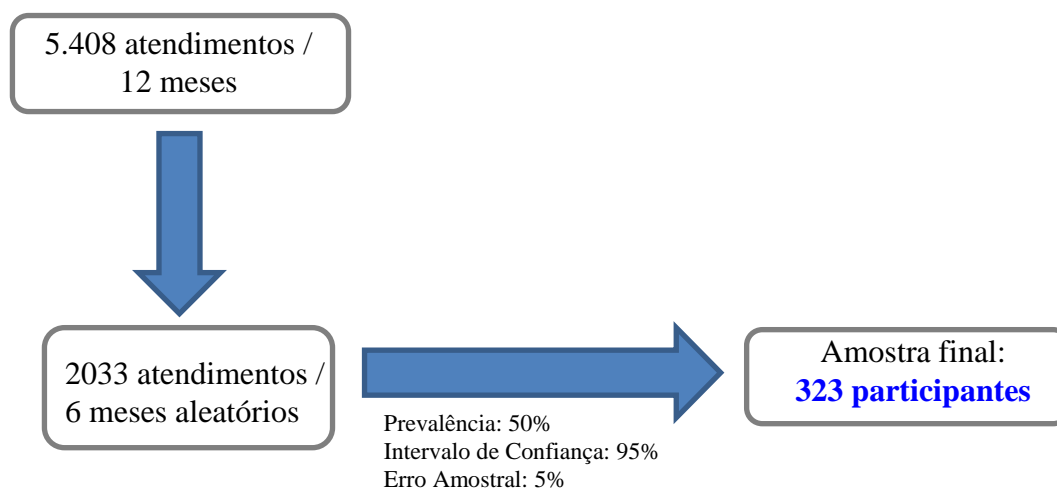 5.408 atendimentos /
12 meses
2033 atendimentos /
6 meses aleatórios
Prevalência: 50%
Intervalo de Confiança: 95%
Erro Amostral: 5%
Amostra final:
323 participantes